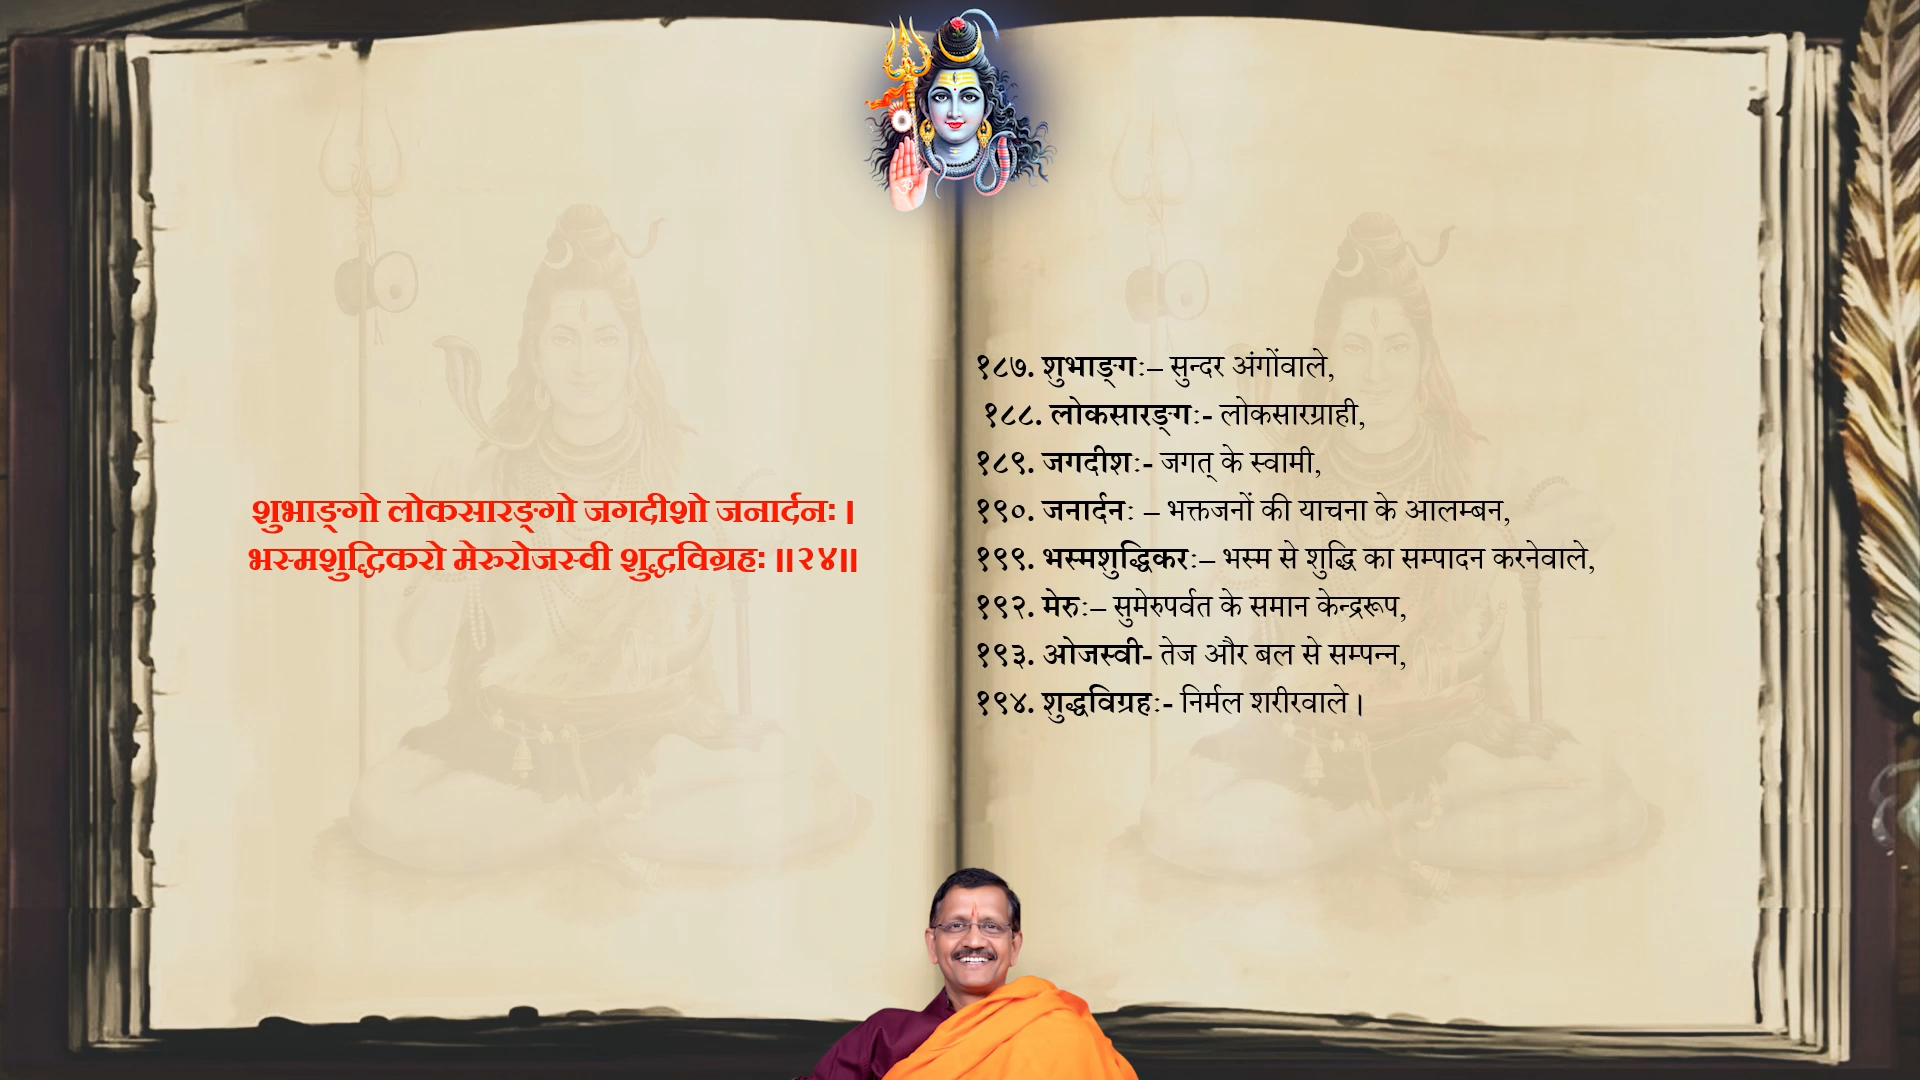 शुभाङ्गो लोकसारङ्गो जगदीशो जनार्दनः ।
भस्मशुद्धिकरो मेरुरोजस्वी शुद्धविग्रहः ॥२४॥
१८७. शुभाङ्गः– सुन्दर अंगोंवाले,
१८८. लोकसारङ्गः- लोकसारग्राही,
१८९. जगदीशः- जगत् के स्वामी,
१९०. जनार्दनः – भक्तजनों की याचना के आलम्बन,
१९९. भस्मशुद्धिकरः– भस्म से शुद्धि का सम्पादन करनेवाले,
१९२. मेरुः– सुमेरुपर्वत के समान केन्द्ररूप,
१९३. ओजस्वी- तेज और बल से सम्पन्न,
१९४. शुद्धविग्रहः- निर्मल शरीरवाले ।